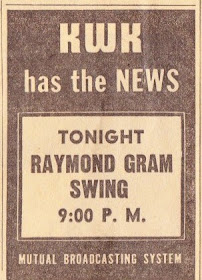 KWK
has the NEWS
TONIGHT
RAYMOND GRAM
SWING
9:00 P. M.
MUTUAL BROADCASTING SYSTEM